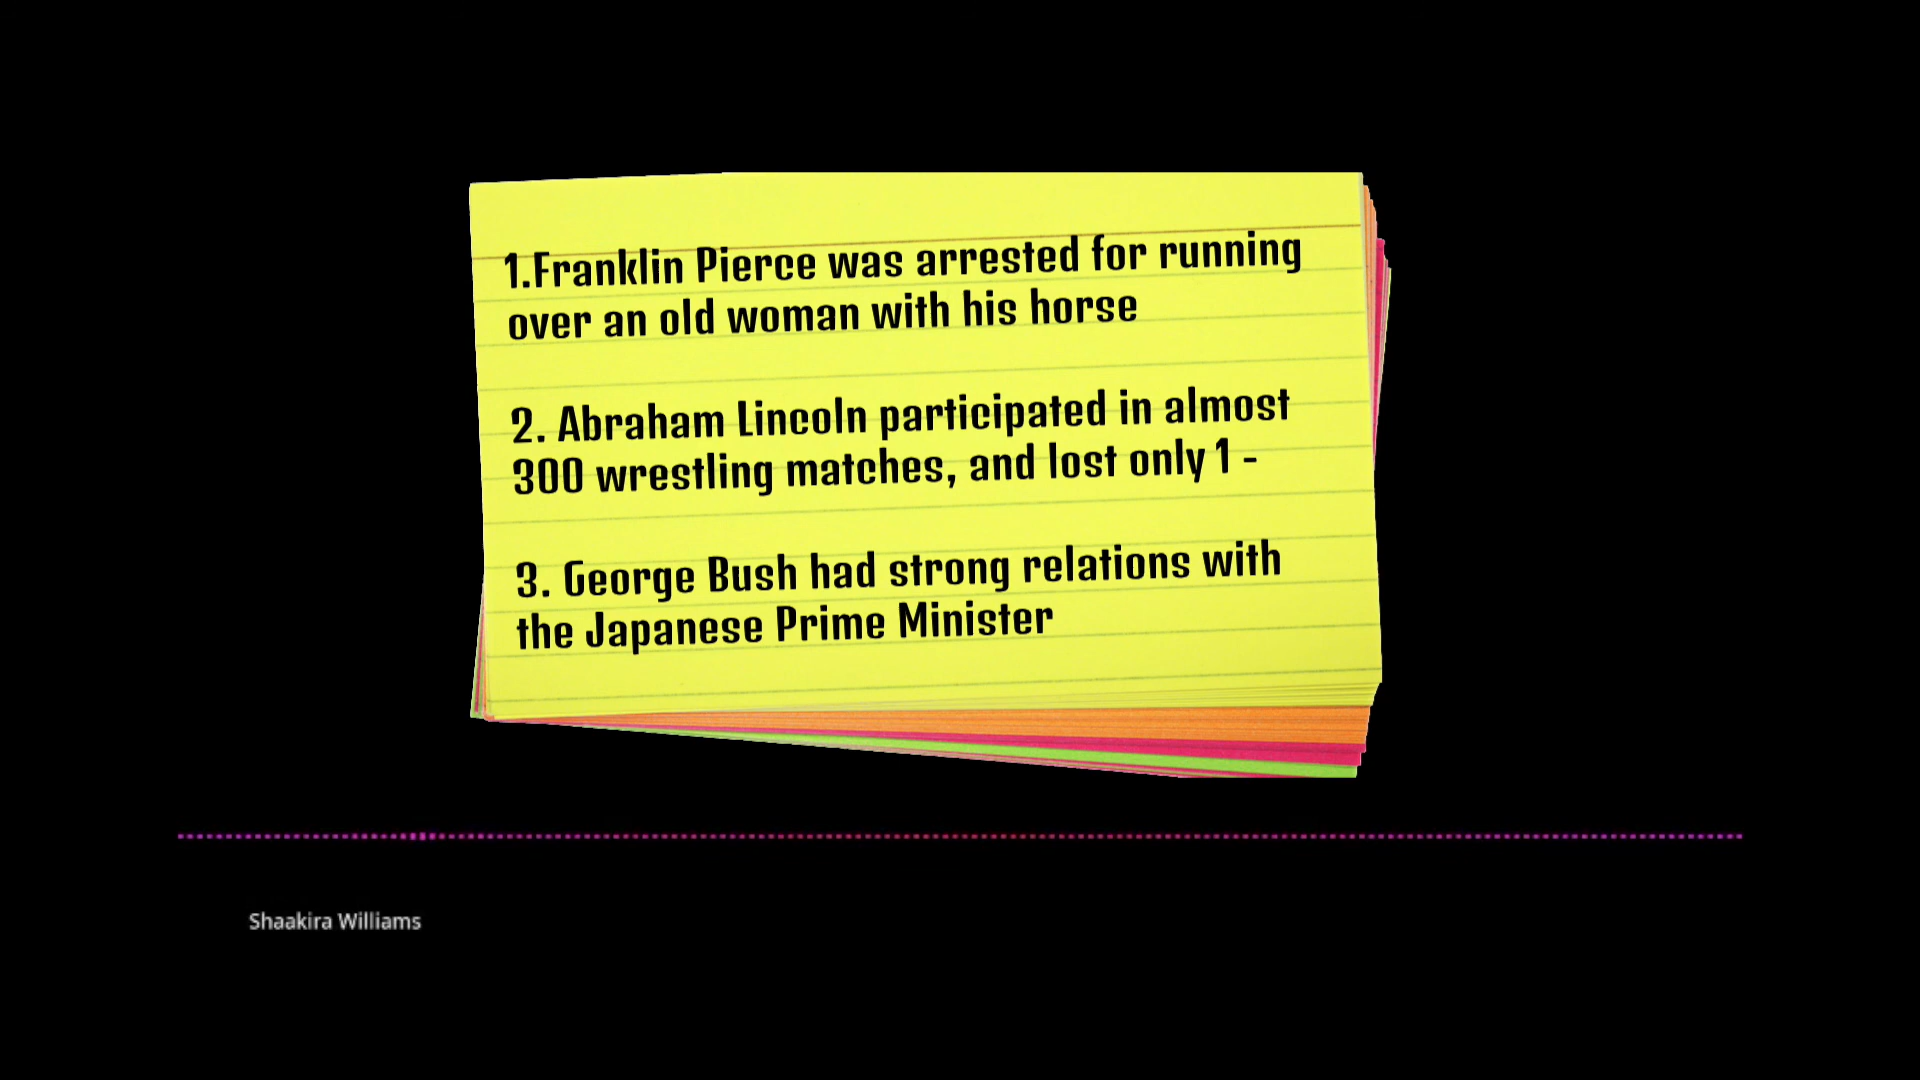 1.Franklin Pierce was arrested for running
over an old woman with his horse
2. Abraham Lincoln participated in almost
300 wrestling matches, and lost only 1 -
3. George Bush had strong relations with
the Japanese Prime Minister
Shaakira Williams